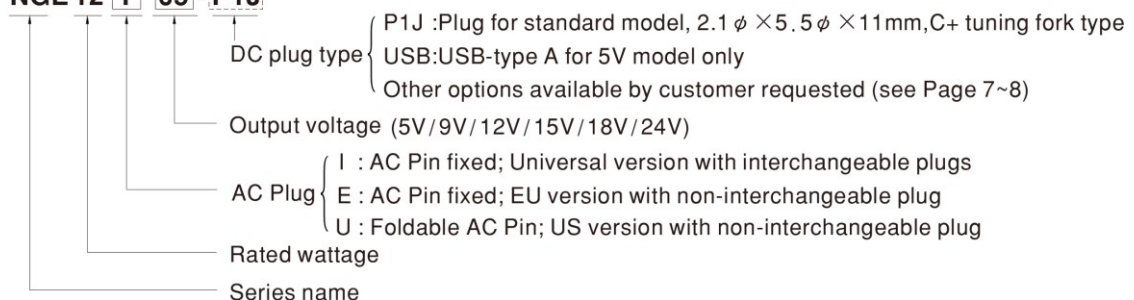 NGE 12
DC plug type
P1J :Plug for standard model, 2.1 φ ×5.5φ ×11mm,C+ tuning fork type
USB:USB-type A for 5V model only
Other options available by customer requested (see Page 7~8)
Output voltage (5V/9V/12V/15V/18V/24V)
AC Plug
I : AC Pin fixed; Universal version with interchangeable plugs
E : AC Pin fixed; EU version with non-interchangeable plug
U : Foldable AC Pin; US version with non-interchangeable plug
Rated wattage
Series name